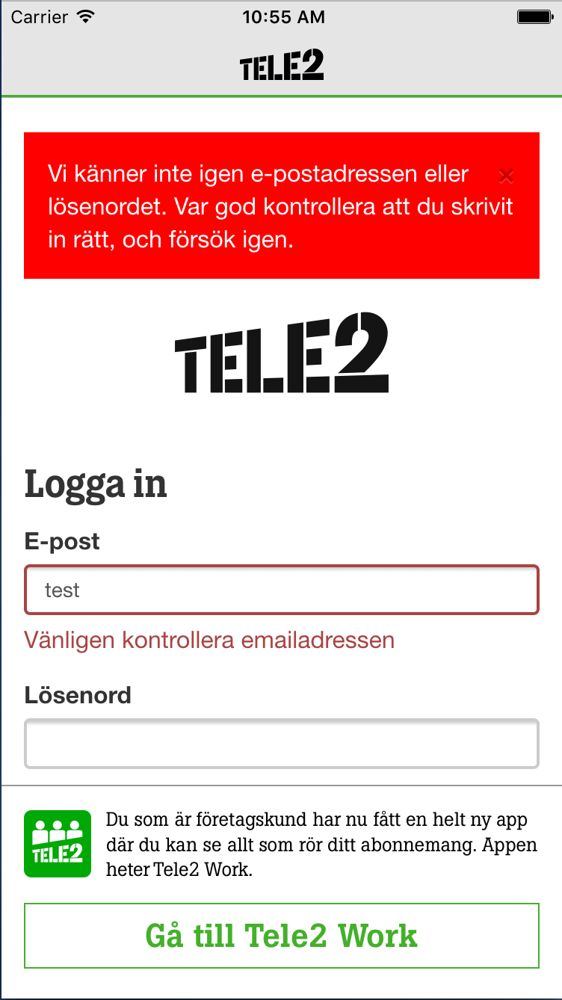 Carrier 10:55 AM
TELE2
Vi känner inte igen e-postadressen eller ×
lösenordet. Var god kontrollera att du skrivit
in rätt, och försök igen.
TELE2
Logga in
E-post
test
Vänligen kontrollera emailadressen
Lösenord
Du som är företagskund har nu fått en helt ny app
där du kan se allt som rör ditt abonnemang. Appen
heter Tele2 Work.
TELE2
Gå till Tele2 Work